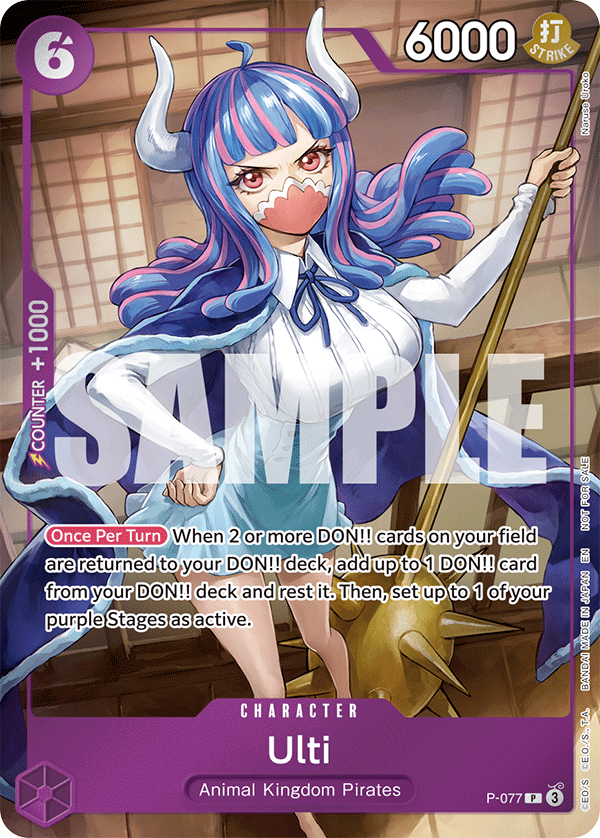 6
6000
打
STRIKE
Naruse Uroko
COUNTER +1000
SAMPLE
Once Per Turn When 2 or more DON!! cards on your field
are returned to your DON!! deck, add up to 1 DON!! card
from your DON!! deck and rest it. Then, set up to 1 of your
purple Stages as active.
©E.O./S ©E.O./S., T.A. BANDAI MADE IN JAPAN EN NOT FOR SALE
CHARACTER
Ulti
Animal Kingdom Pirates
P-077 P 3